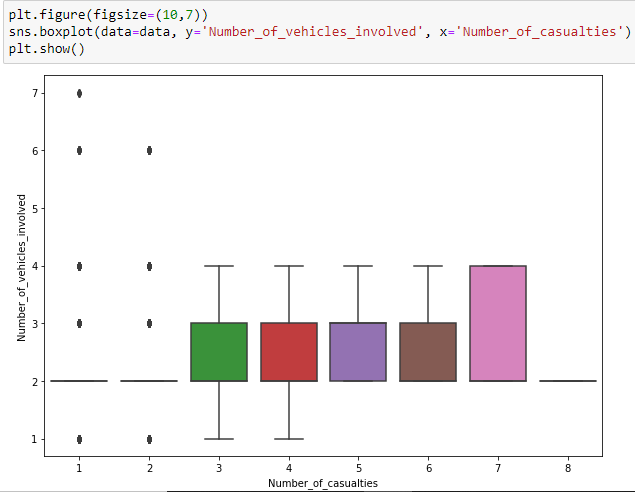 plt.figure(figsize=(10,7))
sns.boxplot(data=data, y='Number_of_vehicles_involved', x='Number_of_casualties')
plt.show()
7
6
5
4
3
2
1
Number_of_vehicles_involved
1 2 3 4 5 6 7 8
Number_of_casualties